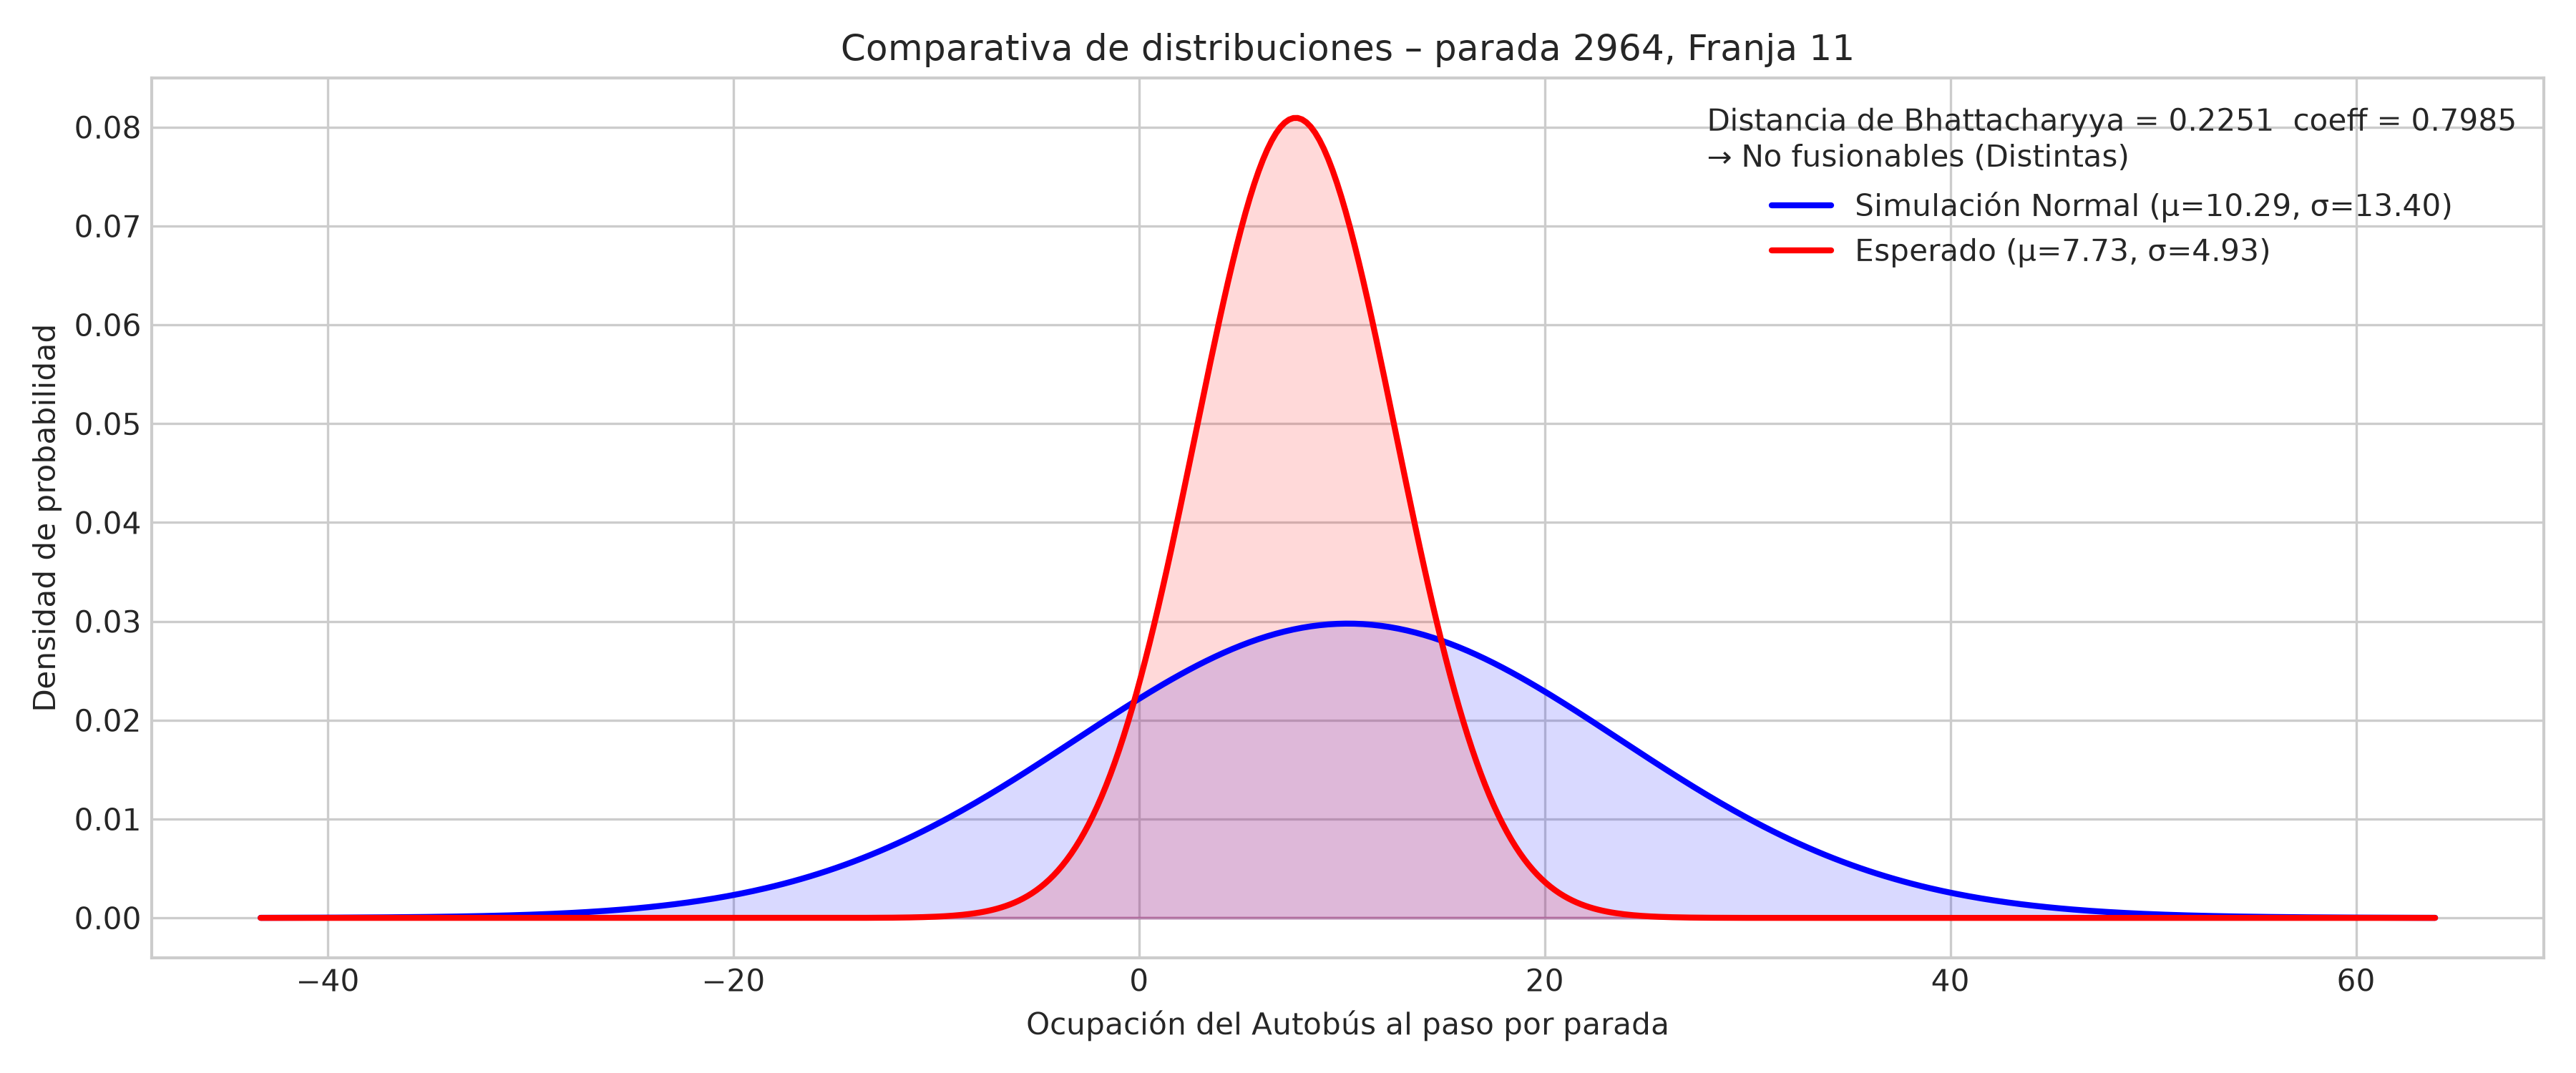 Comparativa de distribuciones – parada 2964, Franja 11
Distancia de Bhattacharyya = 0.2251  coeff = 0.7985
→ No fusionables (Distintas)
Simulación Normal (μ=10.29, σ=13.40)
Esperado (μ=7.73, σ=4.93)
Densidad de probabilidad
0.08
0.07
0.06
0.05
0.04
0.03
0.02
0.01
0.00
−40
−20
0
20
40
60
Ocupación del Autobús al paso por parada